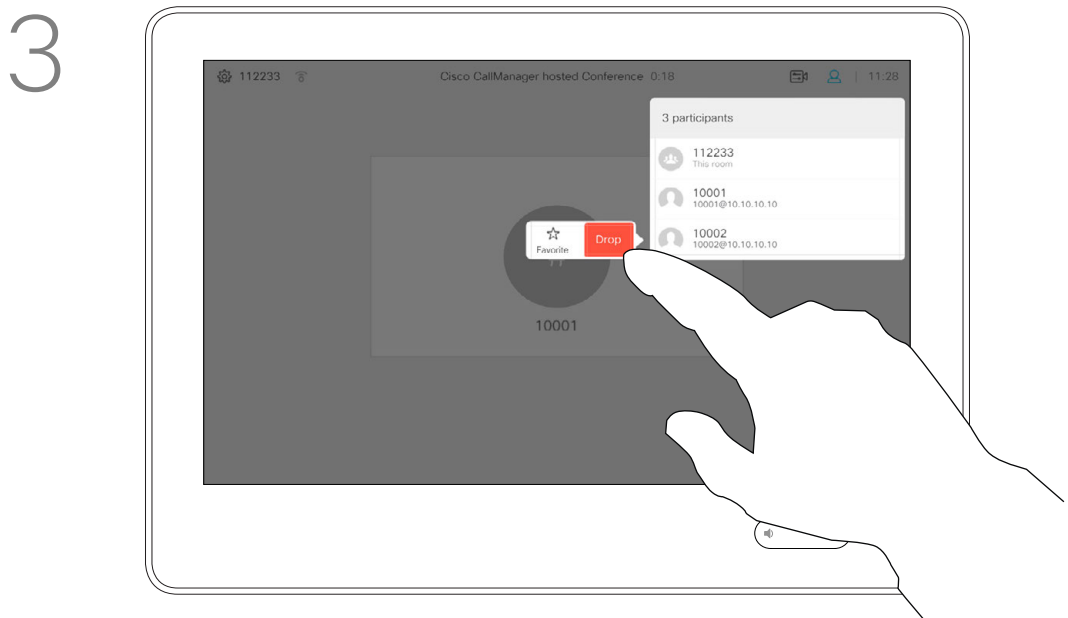 3
112233
Cisco CallManager hosted Conference 0:18
11:28
3 participants
112233
This room
10001
10001@10.10.10.10
10002
10002@10.10.10.10
Favorite
Drop
10001